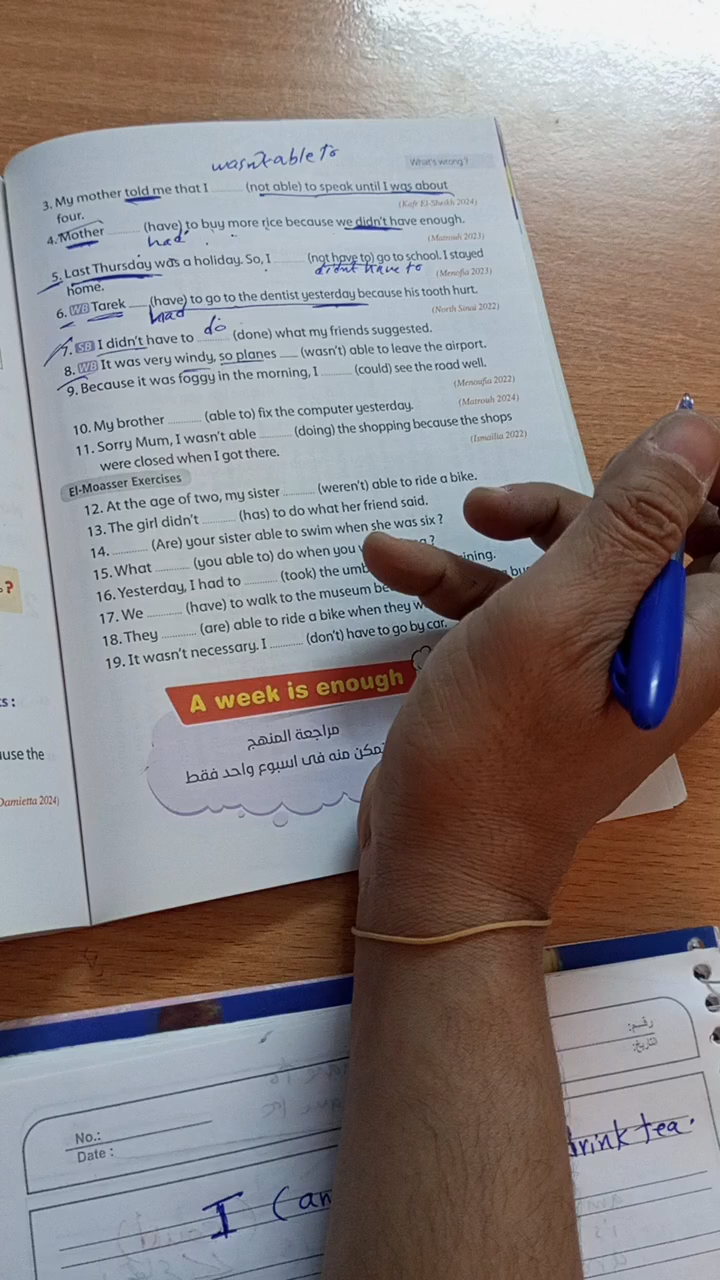 wasn't able to
What's wrong?
3. My mother told me that I ........ (not able) to speak until I was about
four.
(Kafr El-Sheikh 2024)
4. Mother ........ (have) to buy more rice because we didn't have enough.
had
(Matrouh 2023)
5. Last Thursday was a holiday. So, I ........ (not have to) go to school. I stayed
didn't have to
home.
(Menofia 2023)
6. WB Tarek ........ (have) to go to the dentist yesterday because his tooth hurt.
had
(North Sinai 2022)
do
7. SB I didn't have to ........ (done) what my friends suggested.
8. WB It was very windy, so planes ........ (wasn't) able to leave the airport.
9. Because it was foggy in the morning, I ........ (could) see the road well.
(Menoufia 2022)
10. My brother ........ (able to) fix the computer yesterday.
(Matrouh 2024)
11. Sorry Mum, I wasn't able ........ (doing) the shopping because the shops
were closed when I got there.
(Ismailia 2022)
El-Moasser Exercises
12. At the age of two, my sister ........ (weren't) able to ride a bike.
13. The girl didn't ........ (has) to do what her friend said.
14. ........ (Are) your sister able to swim when she was six?
15. What ........ (you able to) do when you
16. Yesterday, I had to ........ (took) the
17. We ........ (have) to walk to the museum
18. They ........ (are) able to ride a bike when they
19. It wasn't necessary. I ........ (don't) have to go by car.
A week is enough
مراجعة المنهج
منه فى اسبوع واحد فقط
?
use the
Damietta 2024)
رقم:
التاريخ:
No.:
Date :
I Can
drink tea.